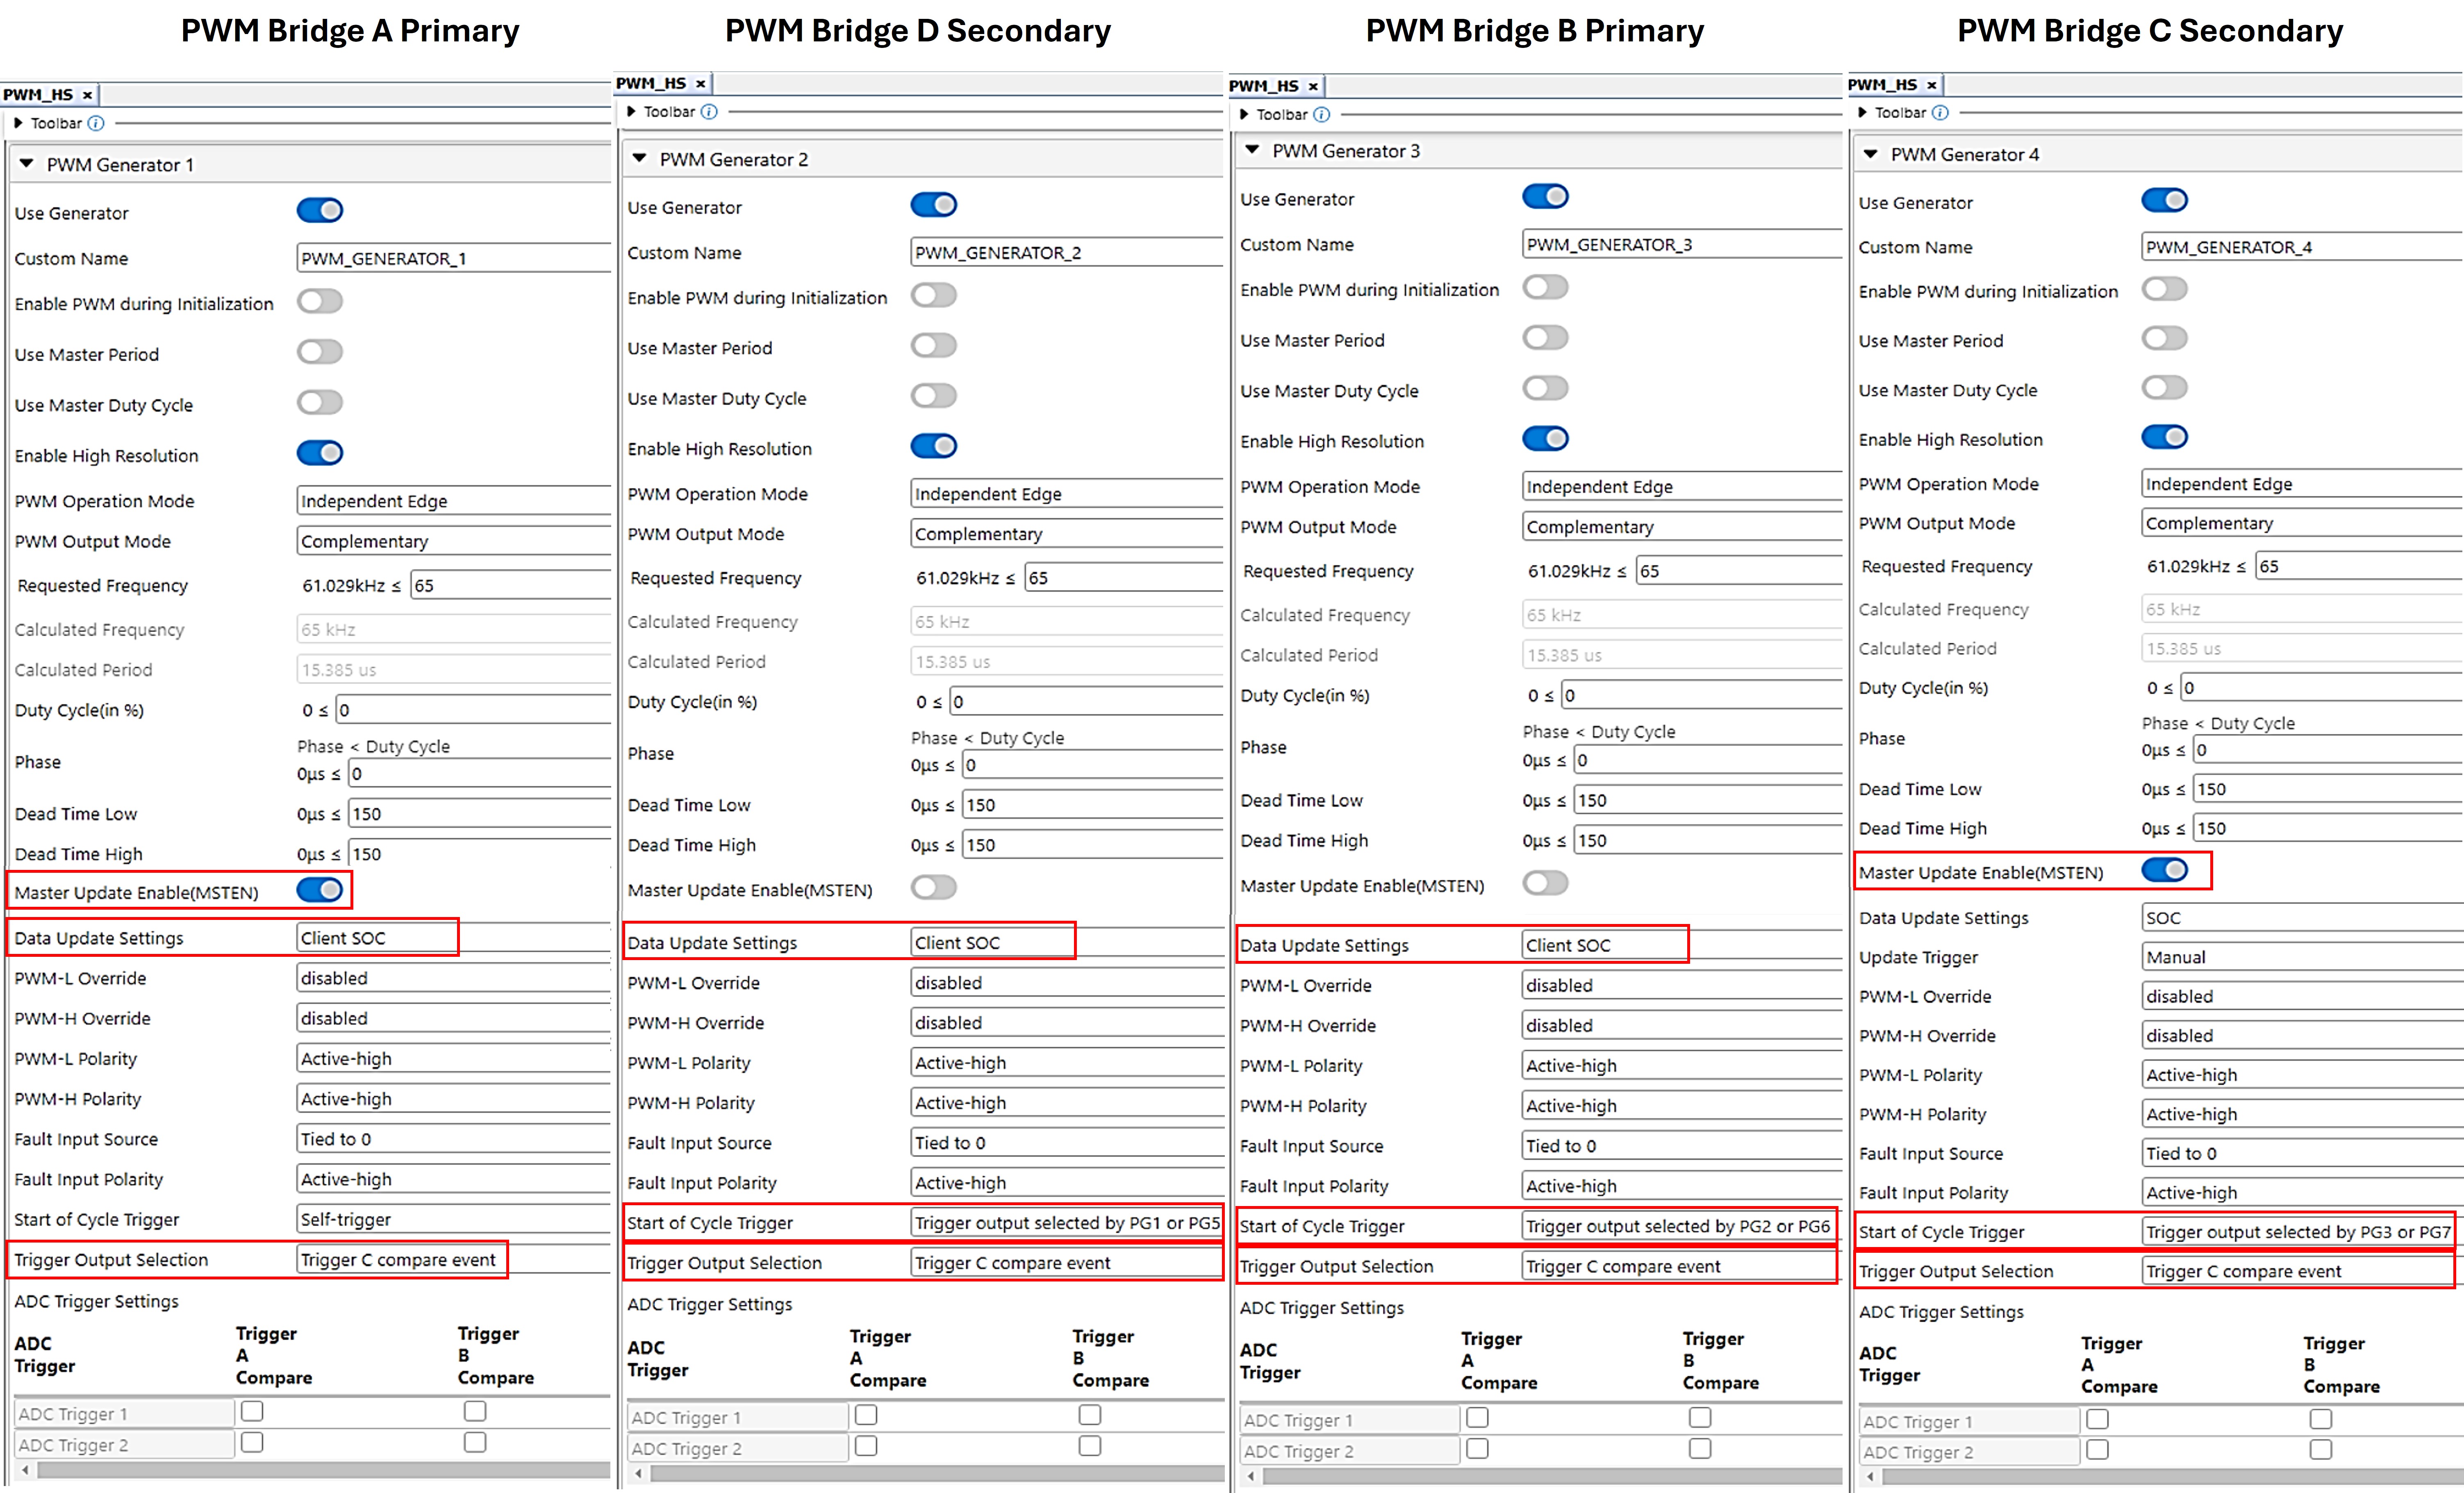 PWM Bridge A Primary
PWM_HS ×
Toolbar
PWM Generator 1
Use Generator
Custom Name PWM_GENERATOR_1
Enable PWM during Initialization
Use Master Period
Use Master Duty Cycle
Enable High Resolution
PWM Operation Mode Independent Edge
PWM Output Mode Complementary
Requested Frequency 61.029kHz ≤ 65
Calculated Frequency 65 kHz
Calculated Period 15.385 us
Duty Cycle(in %) 0 ≤ 0
Phase < Duty Cycle
Phase 0µs ≤ 0
Dead Time Low 0µs ≤ 150
Dead Time High 0µs ≤ 150
Master Update Enable(MSTEN)
Data Update Settings Client SOC
PWM-L Override disabled
PWM-H Override disabled
PWM-L Polarity Active-high
PWM-H Polarity Active-high
Fault Input Source Tied to 0
Fault Input Polarity Active-high
Start of Cycle Trigger Self-trigger
Trigger Output Selection Trigger C compare event
ADC Trigger Settings
ADC Trigger Trigger A Compare Trigger B Compare
ADC Trigger 1
ADC Trigger 2
PWM Bridge D Secondary
PWM_HS ×
Toolbar
PWM Generator 2
Use Generator
Custom Name PWM_GENERATOR_2
Enable PWM during Initialization
Use Master Period
Use Master Duty Cycle
Enable High Resolution
PWM Operation Mode Independent Edge
PWM Output Mode Complementary
Requested Frequency 61.029kHz ≤ 65
Calculated Frequency 65 kHz
Calculated Period 15.385 us
Duty Cycle(in %) 0 ≤ 0
Phase < Duty Cycle
Phase 0µs ≤ 0
Dead Time Low 0µs ≤ 150
Dead Time High 0µs ≤ 150
Master Update Enable(MSTEN)
Data Update Settings Client SOC
PWM-L Override disabled
PWM-H Override disabled
PWM-L Polarity Active-high
PWM-H Polarity Active-high
Fault Input Source Tied to 0
Fault Input Polarity Active-high
Start of Cycle Trigger Trigger output selected by PG1 or PG5
Trigger Output Selection Trigger C compare event
ADC Trigger Settings
ADC Trigger Trigger A Compare Trigger B Compare
ADC Trigger 1
ADC Trigger 2
PWM Bridge B Primary
PWM_HS ×
Toolbar
PWM Generator 3
Use Generator
Custom Name PWM_GENERATOR_3
Enable PWM during Initialization
Use Master Period
Use Master Duty Cycle
Enable High Resolution
PWM Operation Mode Independent Edge
PWM Output Mode Complementary
Requested Frequency 61.029kHz ≤ 65
Calculated Frequency 65 kHz
Calculated Period 15.385 us
Duty Cycle(in %) 0 ≤ 0
Phase < Duty Cycle
Phase 0µs ≤ 0
Dead Time Low 0µs ≤ 150
Dead Time High 0µs ≤ 150
Master Update Enable(MSTEN)
Data Update Settings Client SOC
PWM-L Override disabled
PWM-H Override disabled
PWM-L Polarity Active-high
PWM-H Polarity Active-high
Fault Input Source Tied to 0
Fault Input Polarity Active-high
Start of Cycle Trigger Trigger output selected by PG2 or PG6
Trigger Output Selection Trigger C compare event
ADC Trigger Settings
ADC Trigger Trigger A Compare Trigger B Compare
ADC Trigger 1
ADC Trigger 2
PWM Bridge C Secondary
PWM_HS ×
Toolbar
PWM Generator 4
Use Generator
Custom Name PWM_GENERATOR_4
Enable PWM during Initialization
Use Master Period
Use Master Duty Cycle
Enable High Resolution
PWM Operation Mode Independent Edge
PWM Output Mode Complementary
Requested Frequency 61.029kHz ≤ 65
Calculated Frequency 65 kHz
Calculated Period 15.385 us
Duty Cycle(in %) 0 ≤ 0
Phase < Duty Cycle
Phase 0µs ≤ 0
Dead Time Low 0µs ≤ 150
Dead Time High 0µs ≤ 150
Master Update Enable(MSTEN)
Data Update Settings SOC
Update Trigger Manual
PWM-L Override disabled
PWM-H Override disabled
PWM-L Polarity Active-high
PWM-H Polarity Active-high
Fault Input Source Tied to 0
Fault Input Polarity Active-high
Start of Cycle Trigger Trigger output selected by PG3 or PG7
Trigger Output Selection Trigger C compare event
ADC Trigger Settings
ADC Trigger Trigger A Compare Trigger B Compare
ADC Trigger 1
ADC Trigger 2